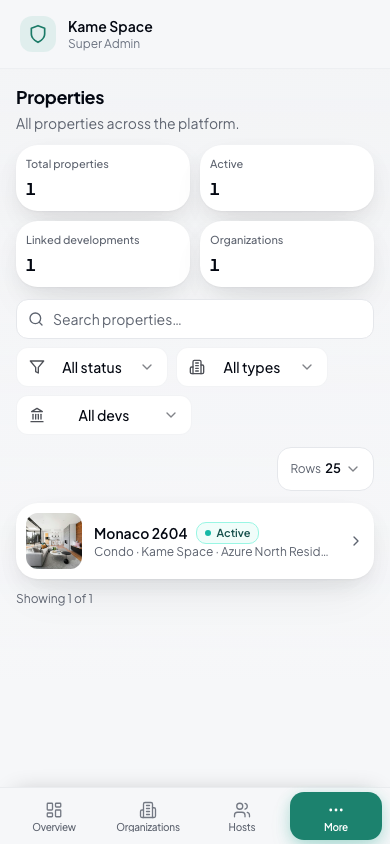 Kame Space
Super Admin
Properties
All properties across the platform.
Total properties
1
Active
1
Linked developments
1
Organizations
1
Search properties...
All status
All types
All devs
Rows 25
Monaco 2604
Active
Condo · Kame Space · Azure North Resid...
Showing 1 of 1
Overview
Organizations
Hosts
More